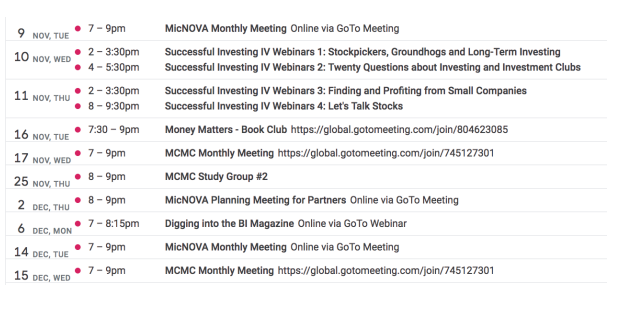 9 NOV, TUE 7 – 9pm MicNOVA Monthly Meeting Online via GoTo Meeting
10 NOV, WED 2 – 3:30pm Successful Investing IV Webinars 1: Stockpickers, Groundhogs and Long-Term Investing
4 – 5:30pm Successful Investing IV Webinars 2: Twenty Questions about Investing and Investment Clubs
11 NOV, THU 2 – 3:30pm Successful Investing IV Webinars 3: Finding and Profiting from Small Companies
8 – 9:30pm Successful Investing IV Webinars 4: Let's Talk Stocks
16 NOV, TUE 7:30 – 9pm Money Matters - Book Club https://global.gotomeeting.com/join/804623085
17 NOV, WED 7 – 9pm MCMC Monthly Meeting https://global.gotomeeting.com/join/745127301
25 NOV, THU 8 – 9pm MCMC Study Group #2
2 DEC, THU 8 – 9pm MicNOVA Planning Meeting for Partners Online via GoTo Meeting
6 DEC, MON 7 – 8:15pm Digging into the BI Magazine Online via GoTo Webinar
14 DEC, TUE 7 – 9pm MicNOVA Monthly Meeting Online via GoTo Meeting
15 DEC, WED 7 – 9pm MCMC Monthly Meeting https://global.gotomeeting.com/join/745127301